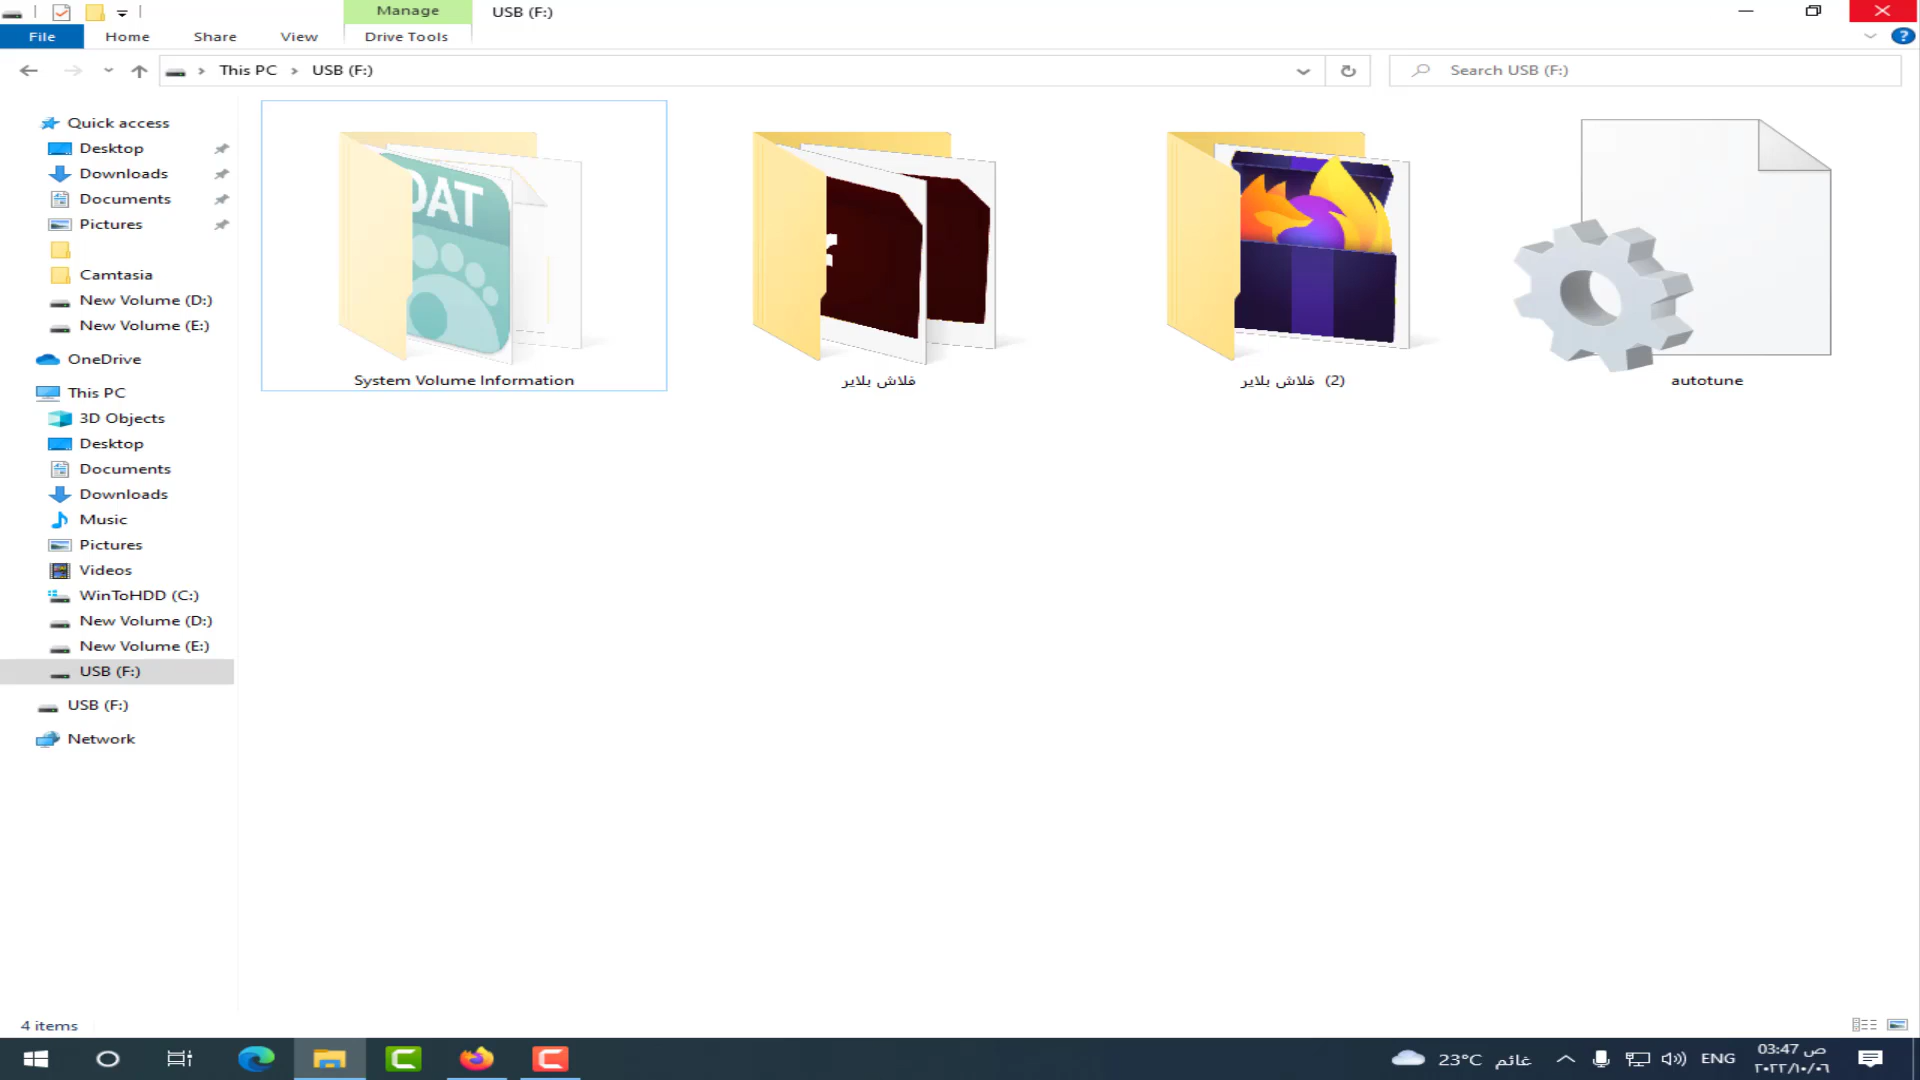 Manage
USB (F:)
File
Home
Share
View
Drive Tools
This PC
USB (F:)
Search USB (F:)
Quick access
Desktop
Downloads
Documents
Pictures
Camtasia
New Volume (D:)
New Volume (E:)
OneDrive
This PC
3D Objects
Desktop
Documents
Downloads
Music
Pictures
Videos
WinToHDD (C:)
New Volume (D:)
New Volume (E:)
USB (F:)
USB (F:)
Network
DAT
System Volume Information
فلاش بلاير
فلاش بلاير (2)
autotune
4 items
23°C غائم
ENG
03:47 ص
٢٠٢٢/١٠/٠٦